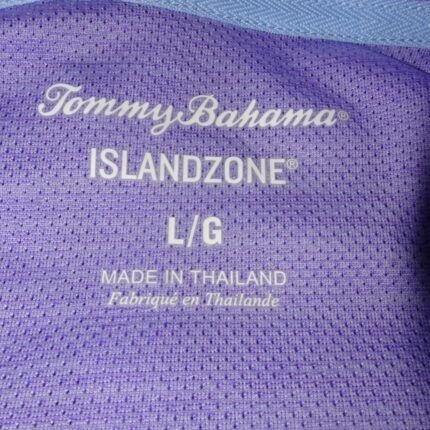 Tommy Bahama®
ISLANDZONE®
L/G
MADE IN THAILAND
Fabriqué en Thaïlande